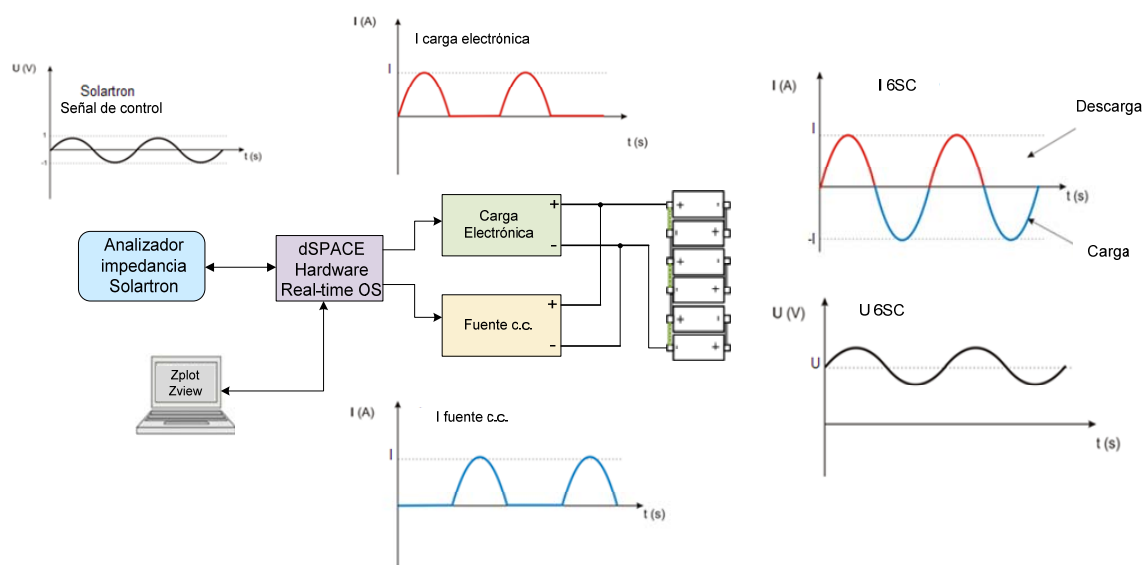 U (V)
Solartron
Señal de control
1
-1
t (s)
I (A)
I carga electrónica
I
t (s)
I (A)
I 6SC
I
-I
t (s)
Descarga
Carga
Analizador
impedancia
Solartron
dSPACE
Hardware
Real-time OS
Carga
Electrónica
+
-
Fuente c.c.
+
-
+ -
- +
+ -
- +
+ -
- +
Zplot
Zview
I (A)
I fuente c.c.
I
t (s)
U (V)
U 6SC
U
t (s)